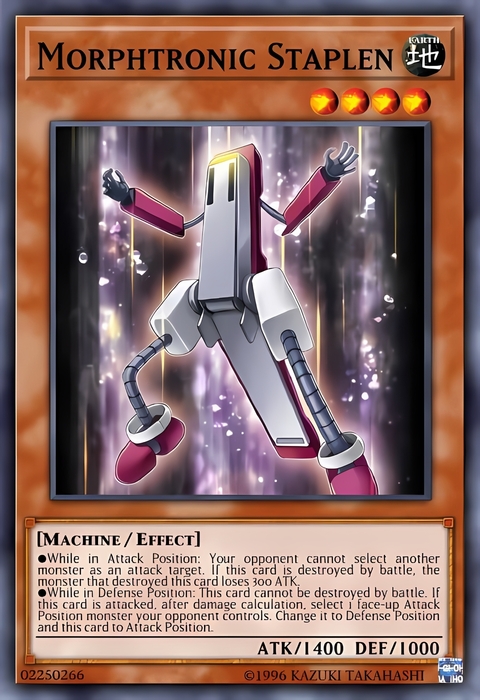 MORPHTRONIC STAPLEN
EARTH
地
[MACHINE / EFFECT]
●While in Attack Position: Your opponent cannot select another
monster as an attack target. If this card is destroyed by battle, the
monster that destroyed this card loses 300 ATK.
●While in Defense Position: This card cannot be destroyed by battle. If
this card is attacked, after damage calculation, select 1 face-up Attack
Position monster your opponent controls. Change it to Defense Position
and this card to Attack Position.
ATK/1400 DEF/1000
02250266
©1996 KAZUKI TAKAHASHI